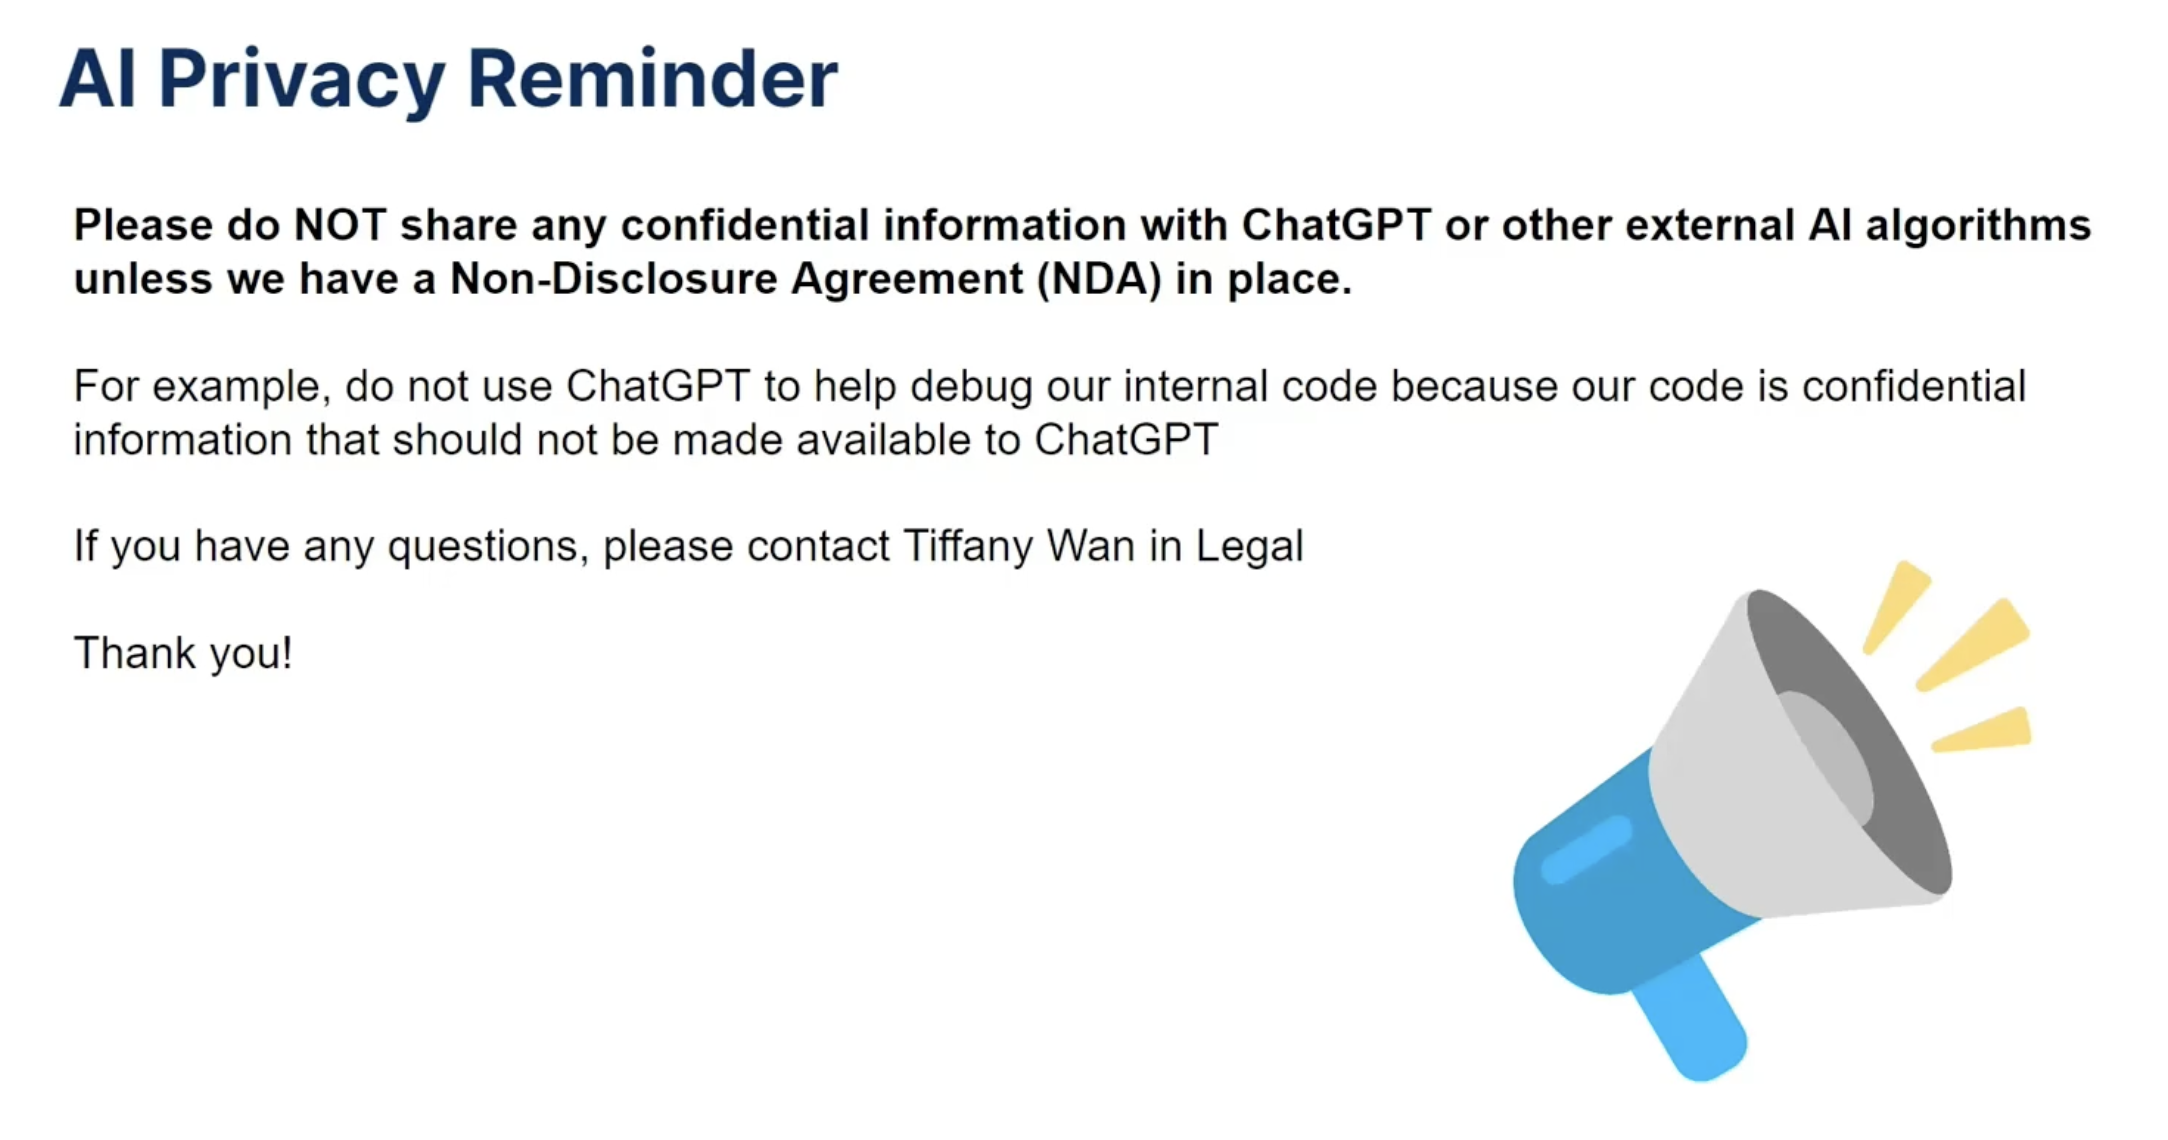 AI Privacy Reminder
Please do NOT share any confidential information with ChatGPT or other external AI algorithms
unless we have a Non-Disclosure Agreement (NDA) in place.
For example, do not use ChatGPT to help debug our internal code because our code is confidential
information that should not be made available to ChatGPT
If you have any questions, please contact Tiffany Wan in Legal
Thank you!